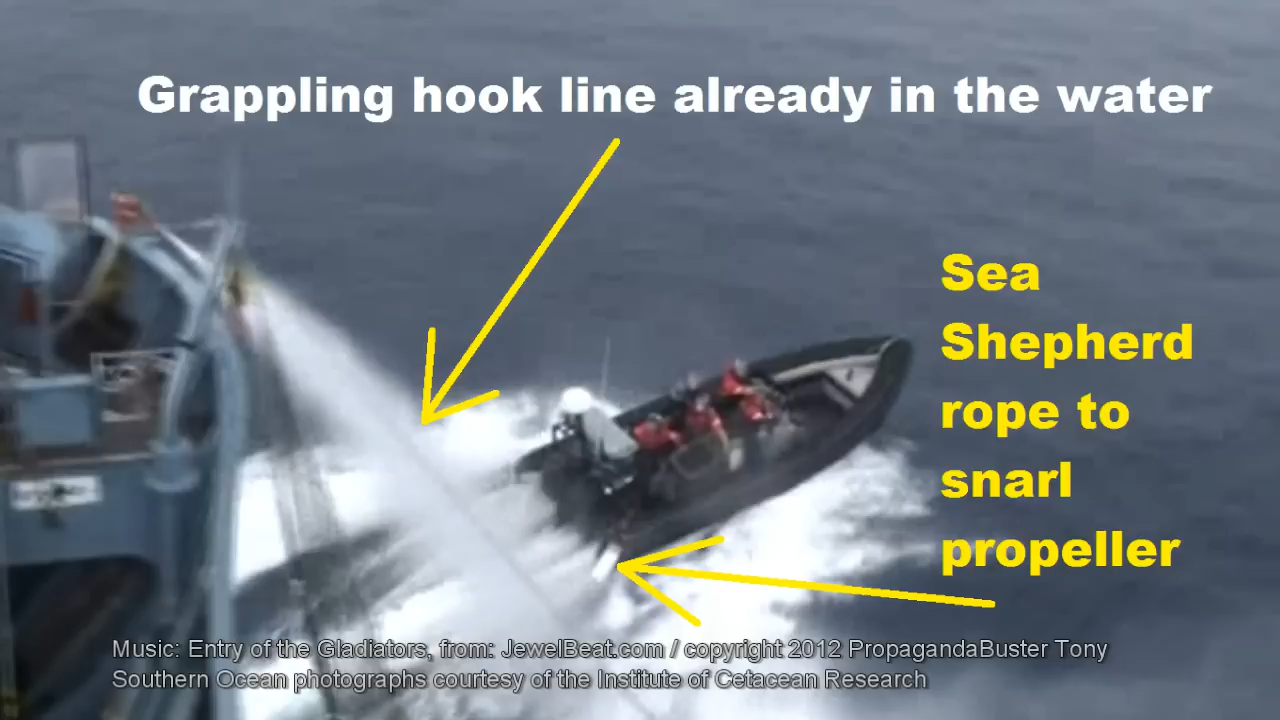 Grappling hook line already in the water
Sea
Shepherd
rope to
snarl
propeller
Music: Entry of the Gladiators, from: JewelBeat.com / copyright 2012 PropagandaBuster Tony
Southern Ocean photographs courtesy of the Institute of Cetacean Research